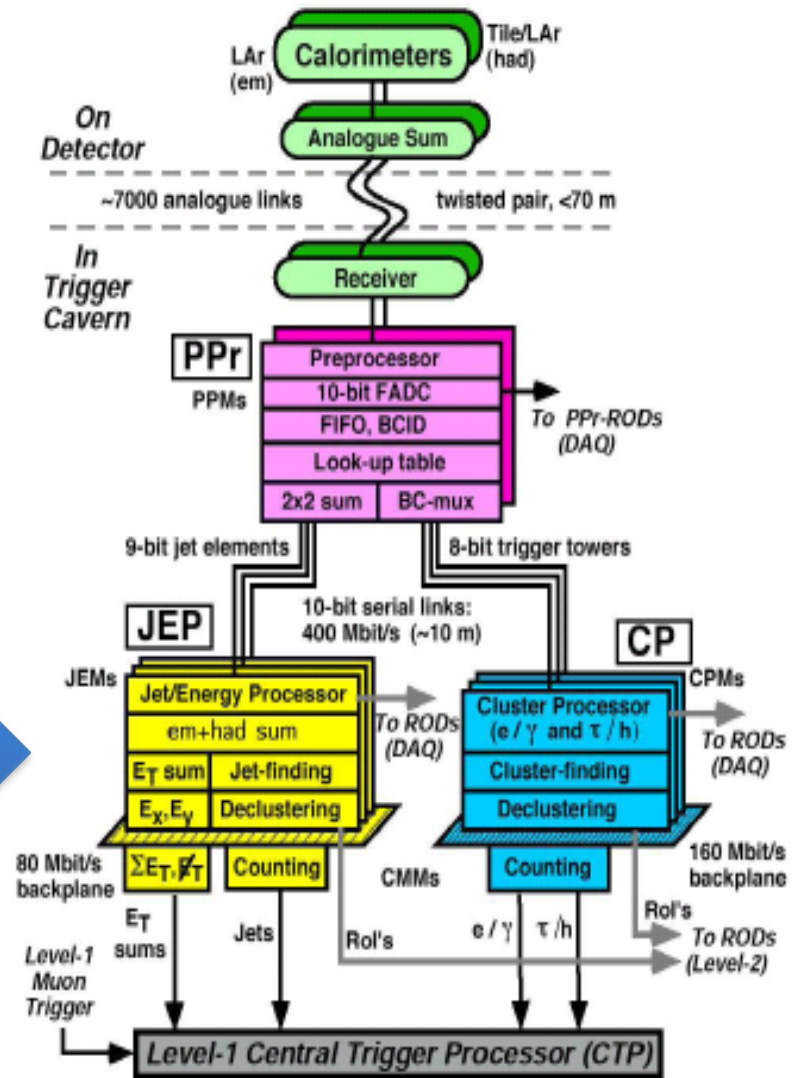 LAr
(em)
Calorimeters
Tile/LAr
(had)
On
Detector
Analogue Sum
~7000 analogue links
twisted pair, <70 m
In
Trigger
Cavern
Receiver
PPr
PPMs
Preprocessor
10-bit FADC
FIFO, BCID
Look-up table
2x2 sum
BC-mux
To PPr-RODs
(DAQ)
9-bit jet elements
8-bit trigger towers
10-bit serial links:
400 Mbit/s (~10 m)
JEP
JEMs
Jet/Energy Processor
em+had sum
ET sum
Jet-finding
Ex,Ey
Declustering
To RODs
(DAQ)
CP
CPMs
Cluster Processor
(e/γ and τ/h)
Cluster-finding
Declustering
To RODs
(DAQ)
80 Mbit/s
backplane
ΣET, E̸T
Counting
CMMs
Counting
160 Mbit/s
backplane
ET
sums
Jets
RoI's
e/γ
τ/h
RoI's
To RODs
(Level-2)
Level-1
Muon
Trigger
Level-1 Central Trigger Processor (CTP)